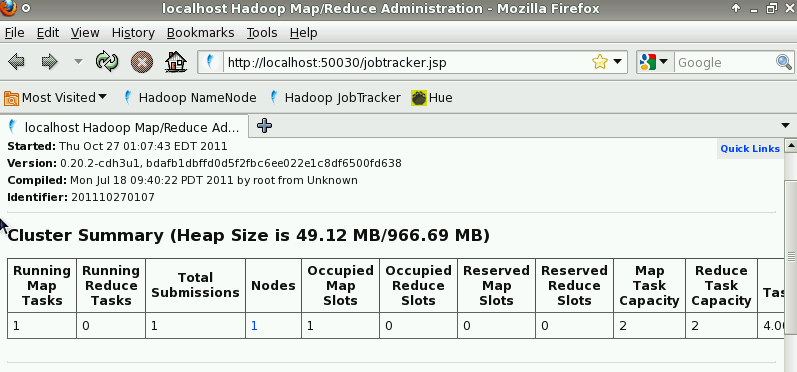 localhost Hadoop Map/Reduce Administration - Mozilla Firefox
File Edit View History Bookmarks Tools Help
http://localhost:50030/jobtracker.jsp Google
Most Visited Hadoop NameNode Hadoop JobTracker Hue
localhost Hadoop Map/Reduce Ad...
Started: Thu Oct 27 01:07:43 EDT 2011 Quick Links
Version: 0.20.2-cdh3u1, bdafb1dbffd0d5f2fbc6ee022e1c8df6500fd638
Compiled: Mon Jul 18 09:40:22 PDT 2011 by root from Unknown
Identifier: 201110270107
Cluster Summary (Heap Size is 49.12 MB/966.69 MB)
Running Map Tasks Running Reduce Tasks Total Submissions Nodes Occupied Map Slots Occupied Reduce Slots Reserved Map Slots Reserved Reduce Slots Map Task Capacity Reduce Task Capacity
1 0 1 1 1 0 0 0 2 2